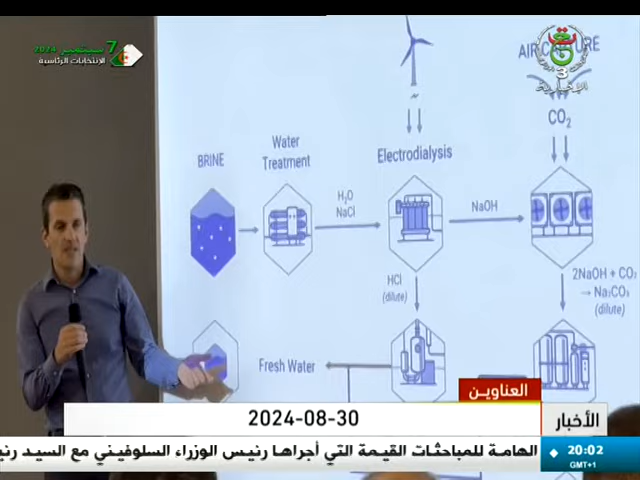 7 سبتمبر 2024
الانتخابات الرئاسية
AIR CAPTURE
3
الإخبارية
CO₂
Water
Treatment
BRINE
Electrodialysis
H₂O
NaCl
NaOH
HCl
(dilute)
2NaOH + CO₂
→ Na₂CO₃
(dilute)
Fresh Water
العناوين
الأخبار
2024-08-30
20:02
GMT+1
الهامة للمباحثات القيمة التي أجراها رئيس الوزراء السلوفيني مع السيد